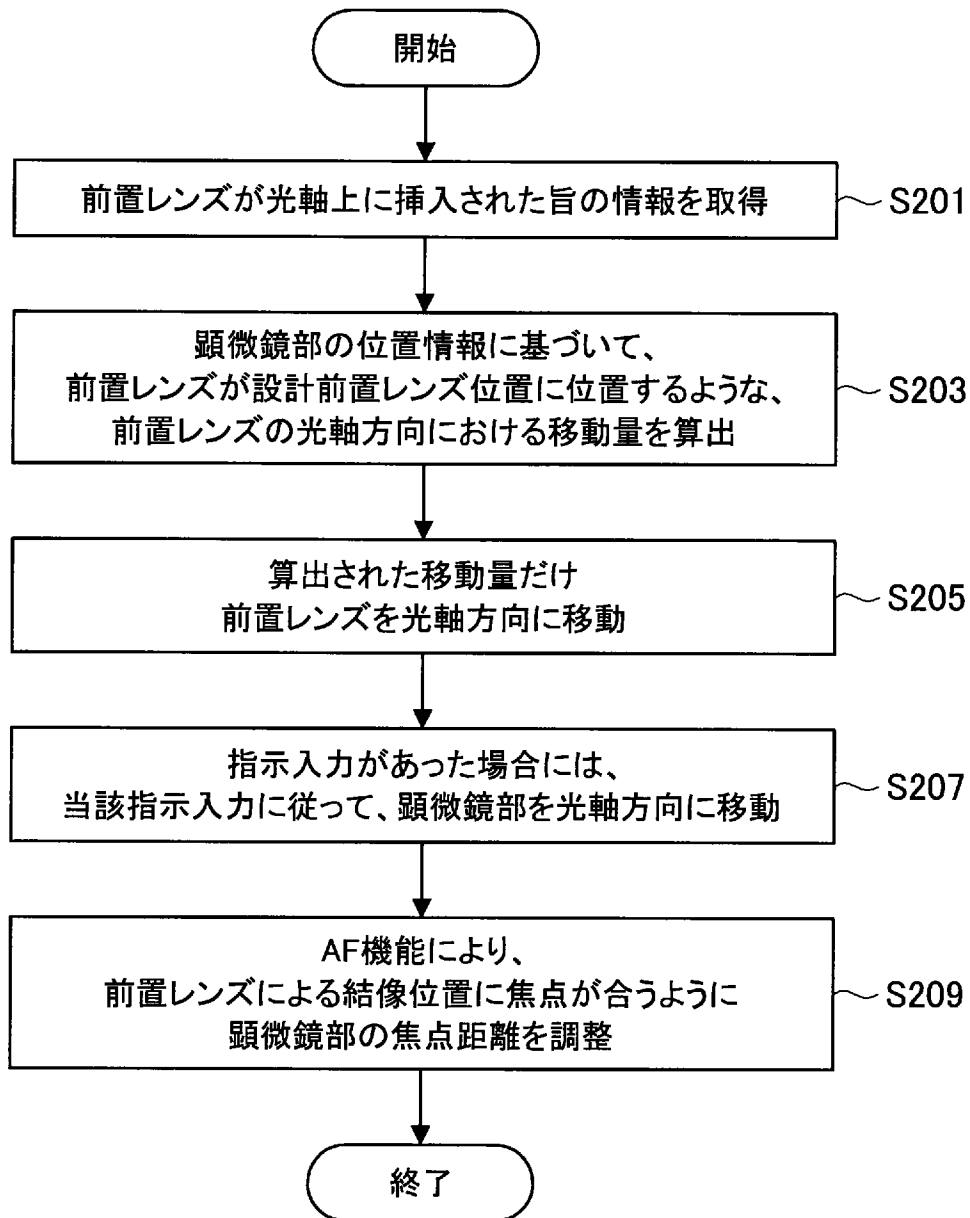 開始
前置レンズが光軸上に挿入された旨の情報を取得
S201
顕微鏡部の位置情報に基づいて、
前置レンズが設計前置レンズ位置に位置するような、
前置レンズの光軸方向における移動量を算出
S203
算出された移動量だけ
前置レンズを光軸方向に移動
S205
指示入力があった場合には、
当該指示入力に従って、顕微鏡部を光軸方向に移動
S207
AF機能により、
前置レンズによる結像位置に焦点が合うように
顕微鏡部の焦点距離を調整
S209
終了